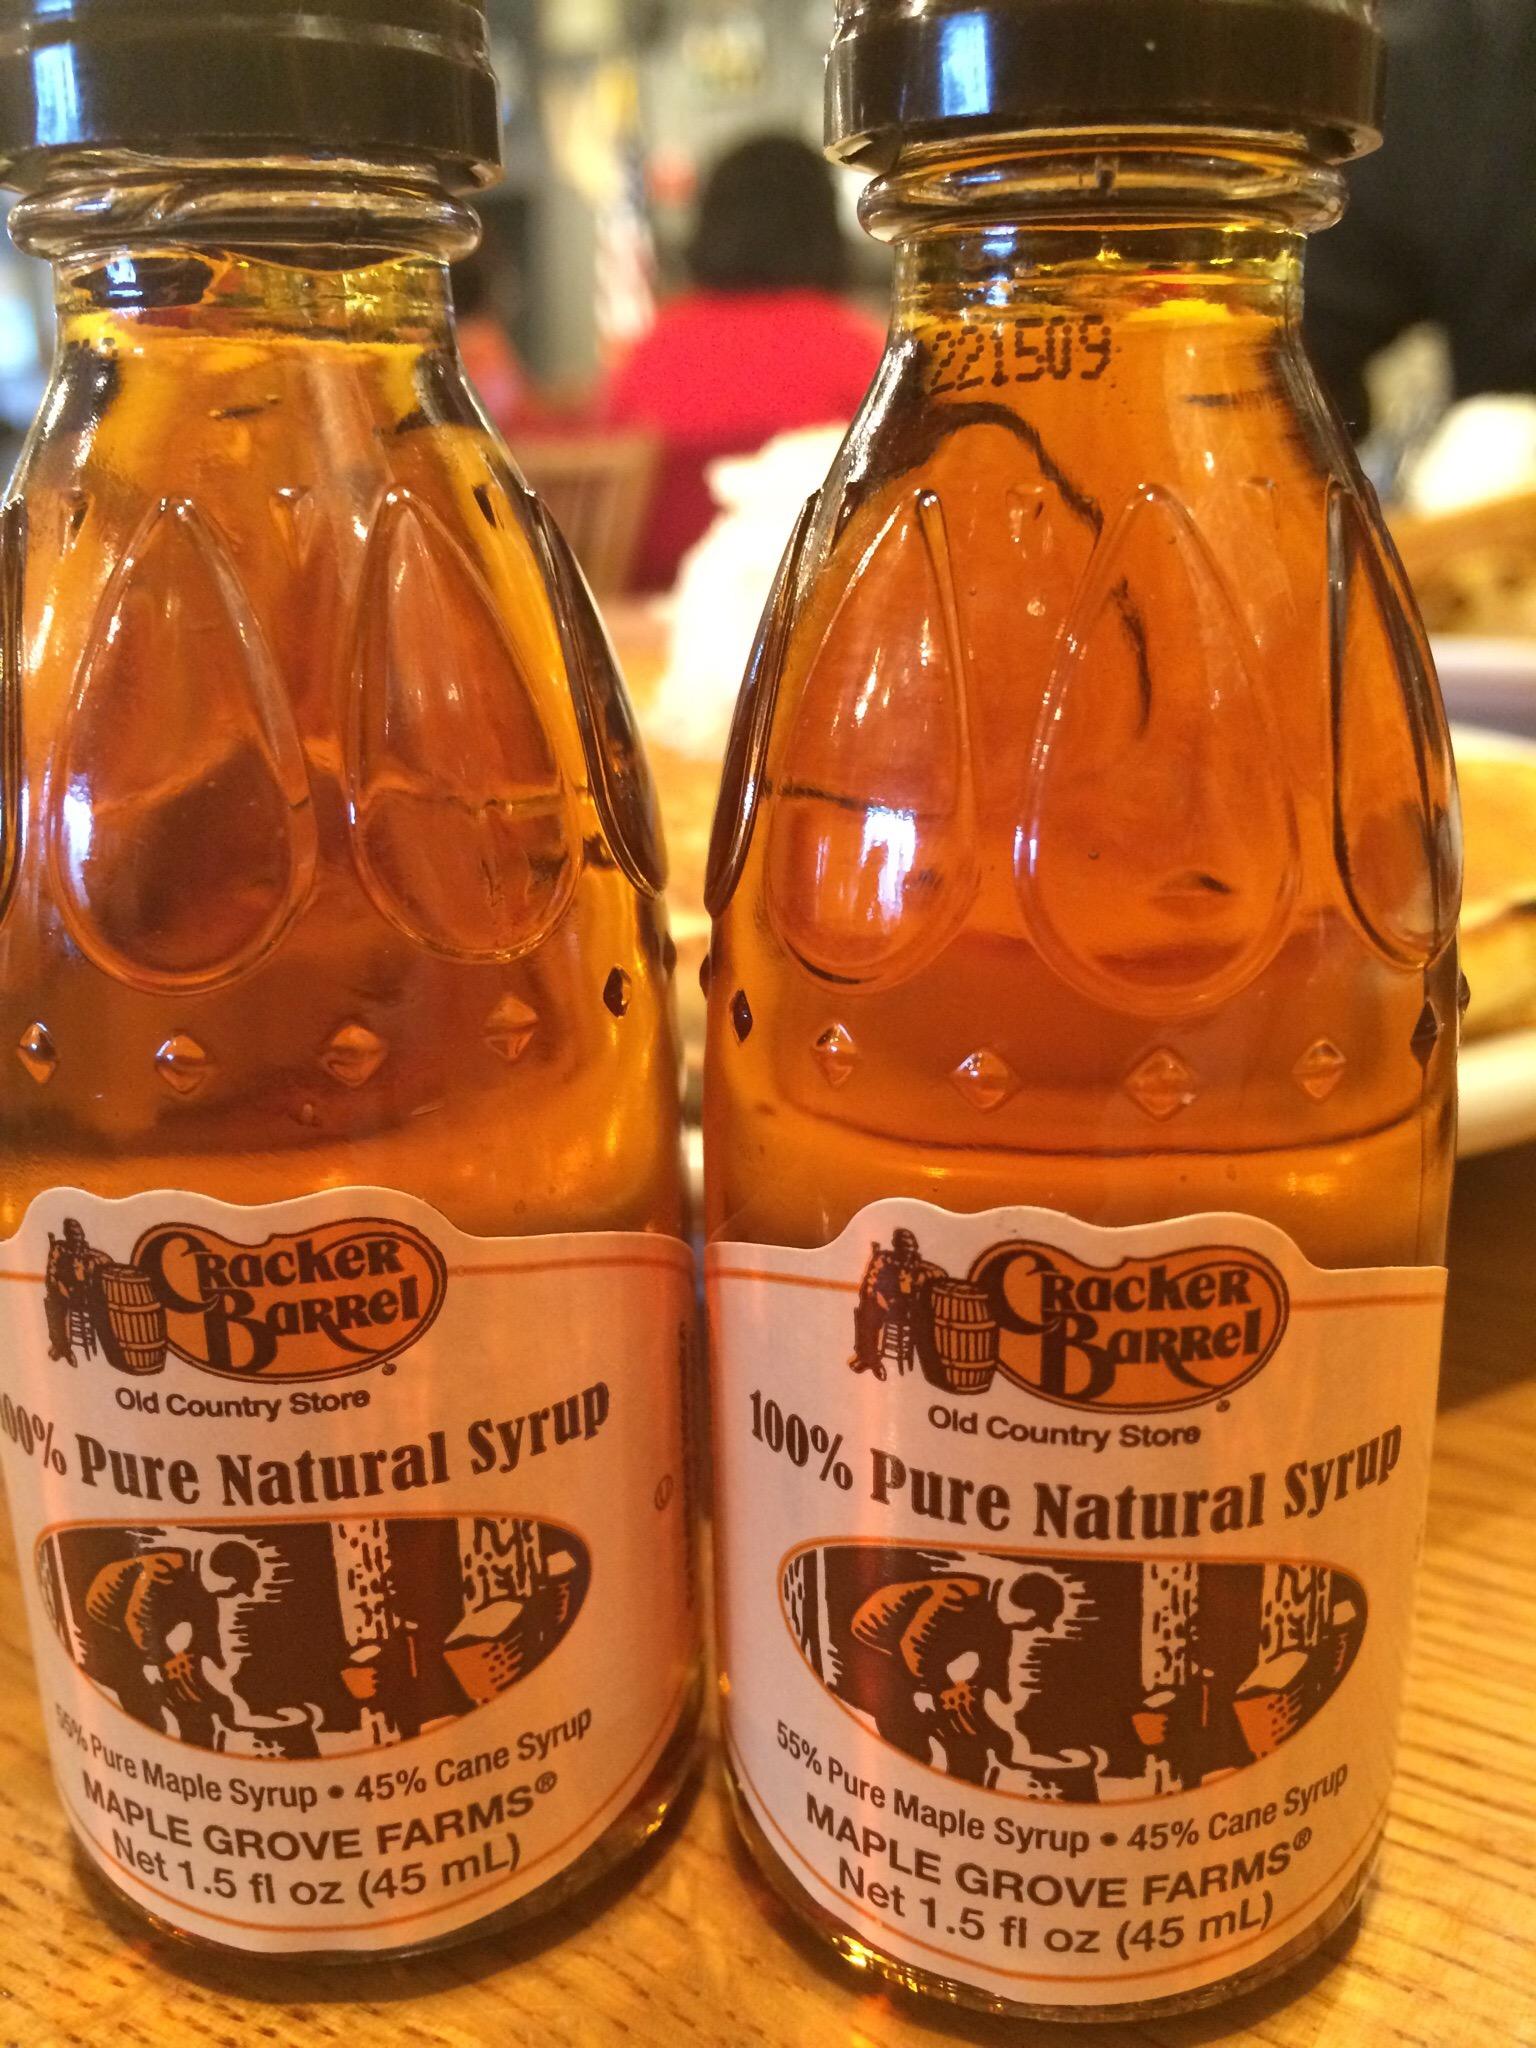 Cracker
Barrel
Old Country Store
100% Pure Natural Syrup
55% Pure Maple Syrup • 45% Cane Syrup
MAPLE GROVE FARMS®
Net 1.5 fl oz (45 mL)
221509
Cracker
Barrel
Old Country Store
100% Pure Natural Syrup
55% Pure Maple Syrup • 45% Cane Syrup
MAPLE GROVE FARMS®
Net 1.5 fl oz (45 mL)